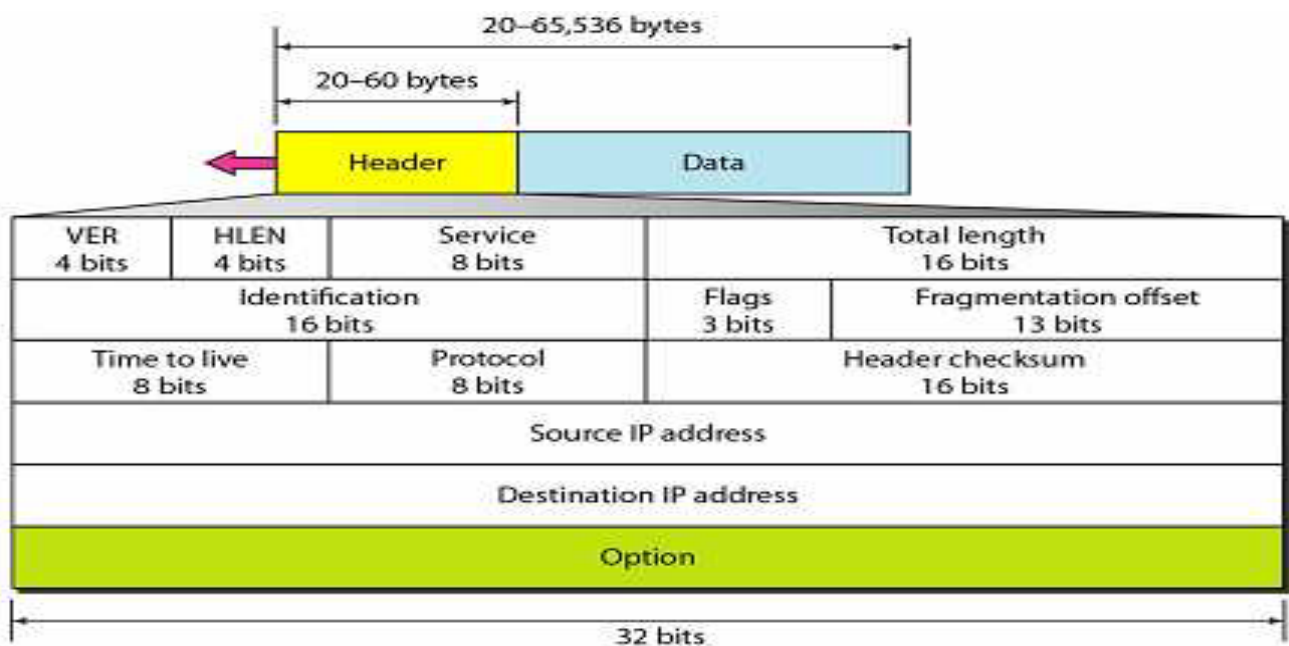 20–65,536 bytes
20–60 bytes
Header
Data
VER
4 bits
HLEN
4 bits
Service
8 bits
Total length
16 bits
Identification
16 bits
Flags
3 bits
Fragmentation offset
13 bits
Time to live
8 bits
Protocol
8 bits
Header checksum
16 bits
Source IP address
Destination IP address
Option
32 bits